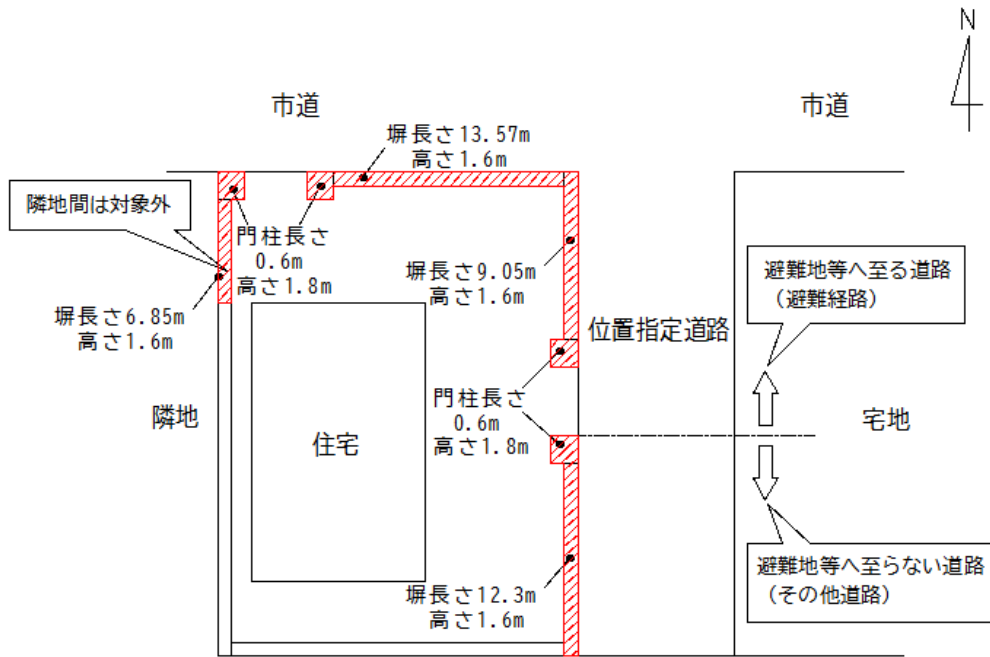 N
市道
市道
塀長さ13.57m
高さ1.6m
隣地間は対象外
門柱長さ
0.6m
高さ1.8m
塀長さ9.05m
高さ1.6m
避難地等へ至る道路
（避難経路）
塀長さ6.85m
高さ1.6m
位置指定道路
門柱長さ
0.6m
高さ1.8m
隣地
住宅
宅地
避難地等へ至らない道路
（その他道路）
塀長さ12.3m
高さ1.6m